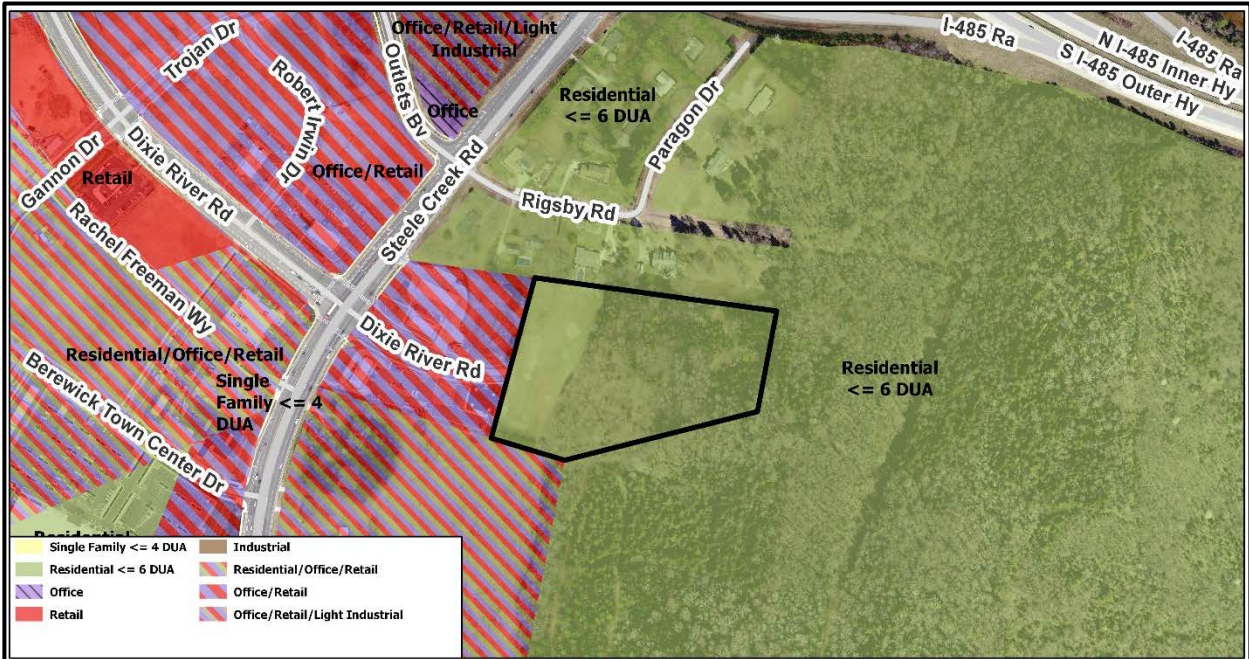 Office/Retail/Light
Industrial
I-485 Ra
N I-485 Inner Hy
I-485 Ra
S I-485 Outer Hy
Trojan Dr
Robert Irwin Dr
Outlets Bv
Office
Residential
<= 6 DUA
Paragon Dr
Gannon Dr
Dixie River Rd
Retail
Office/Retail
Steele Creek Rd
Rigsby Rd
Rachel Freeman Wy
Dixie River Rd
Residential/Office/Retail
Single
Family <= 4
DUA
Berewick Town Center Dr
Residential
<= 6 DUA
Residential
Single Family <= 4 DUA
Residential <= 6 DUA
Office
Retail
Industrial
Residential/Office/Retail
Office/Retail
Office/Retail/Light Industrial